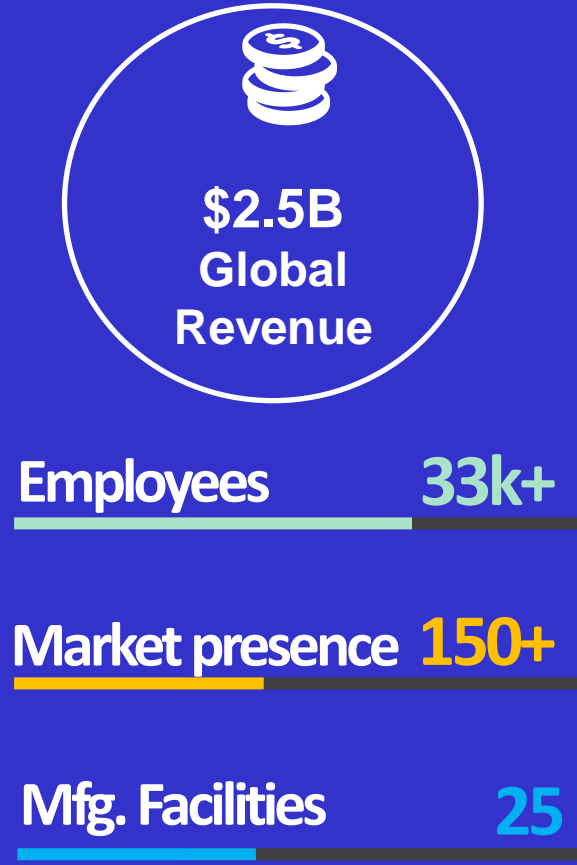 $
$2.5B
Global
Revenue
Employees 33k+
Market presence 150+
Mfg. Facilities 25